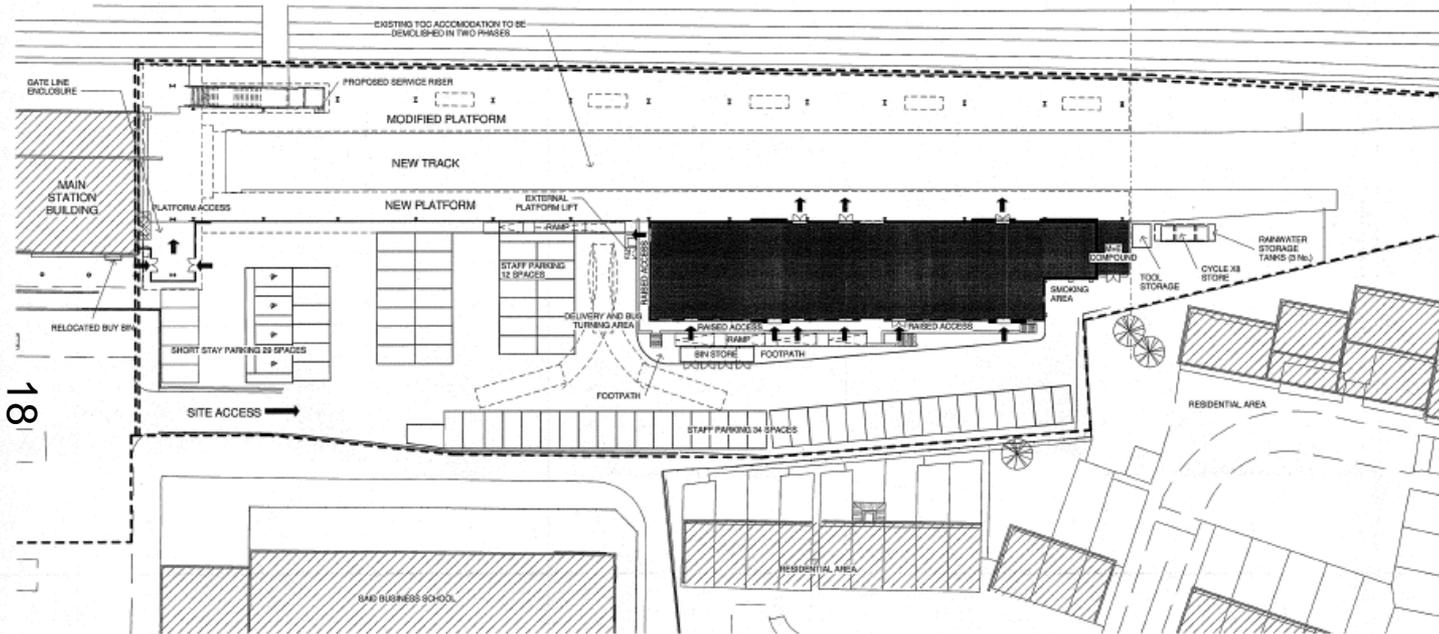 EXISTING TOC ACCOMODATION TO BE
DEMOLISHED IN TWO PHASES
GATE LINE
ENCLOSURE
PROPOSED SERVICE RISER
MODIFIED PLATFORM
NEW TRACK
MAIN
STATION
BUILDING
PLATFORM ACCESS
NEW PLATFORM
EXTERNAL
PLATFORM LIFT
RAMP
STAFF PARKING
12 SPACES
RAISED ACCESS
M+E
COMPOUND
TOOL
STORAGE
CYCLE X8
STORE
RAINWATER
STORAGE
TANKS (3 No.)
SMOKING
AREA
RELOCATED BUY BIN
DELIVERY AND BUS
TURNING AREA
RAISED ACCESS
RAISED ACCESS
RAMP
BIN STORE
FOOTPATH
SHORT STAY PARKING 29 SPACES
FOOTPATH
18
SITE ACCESS
STAFF PARKING 34 SPACES
RESIDENTIAL AREA
RESIDENTIAL AREA
SAID BUSINESS SCHOOL